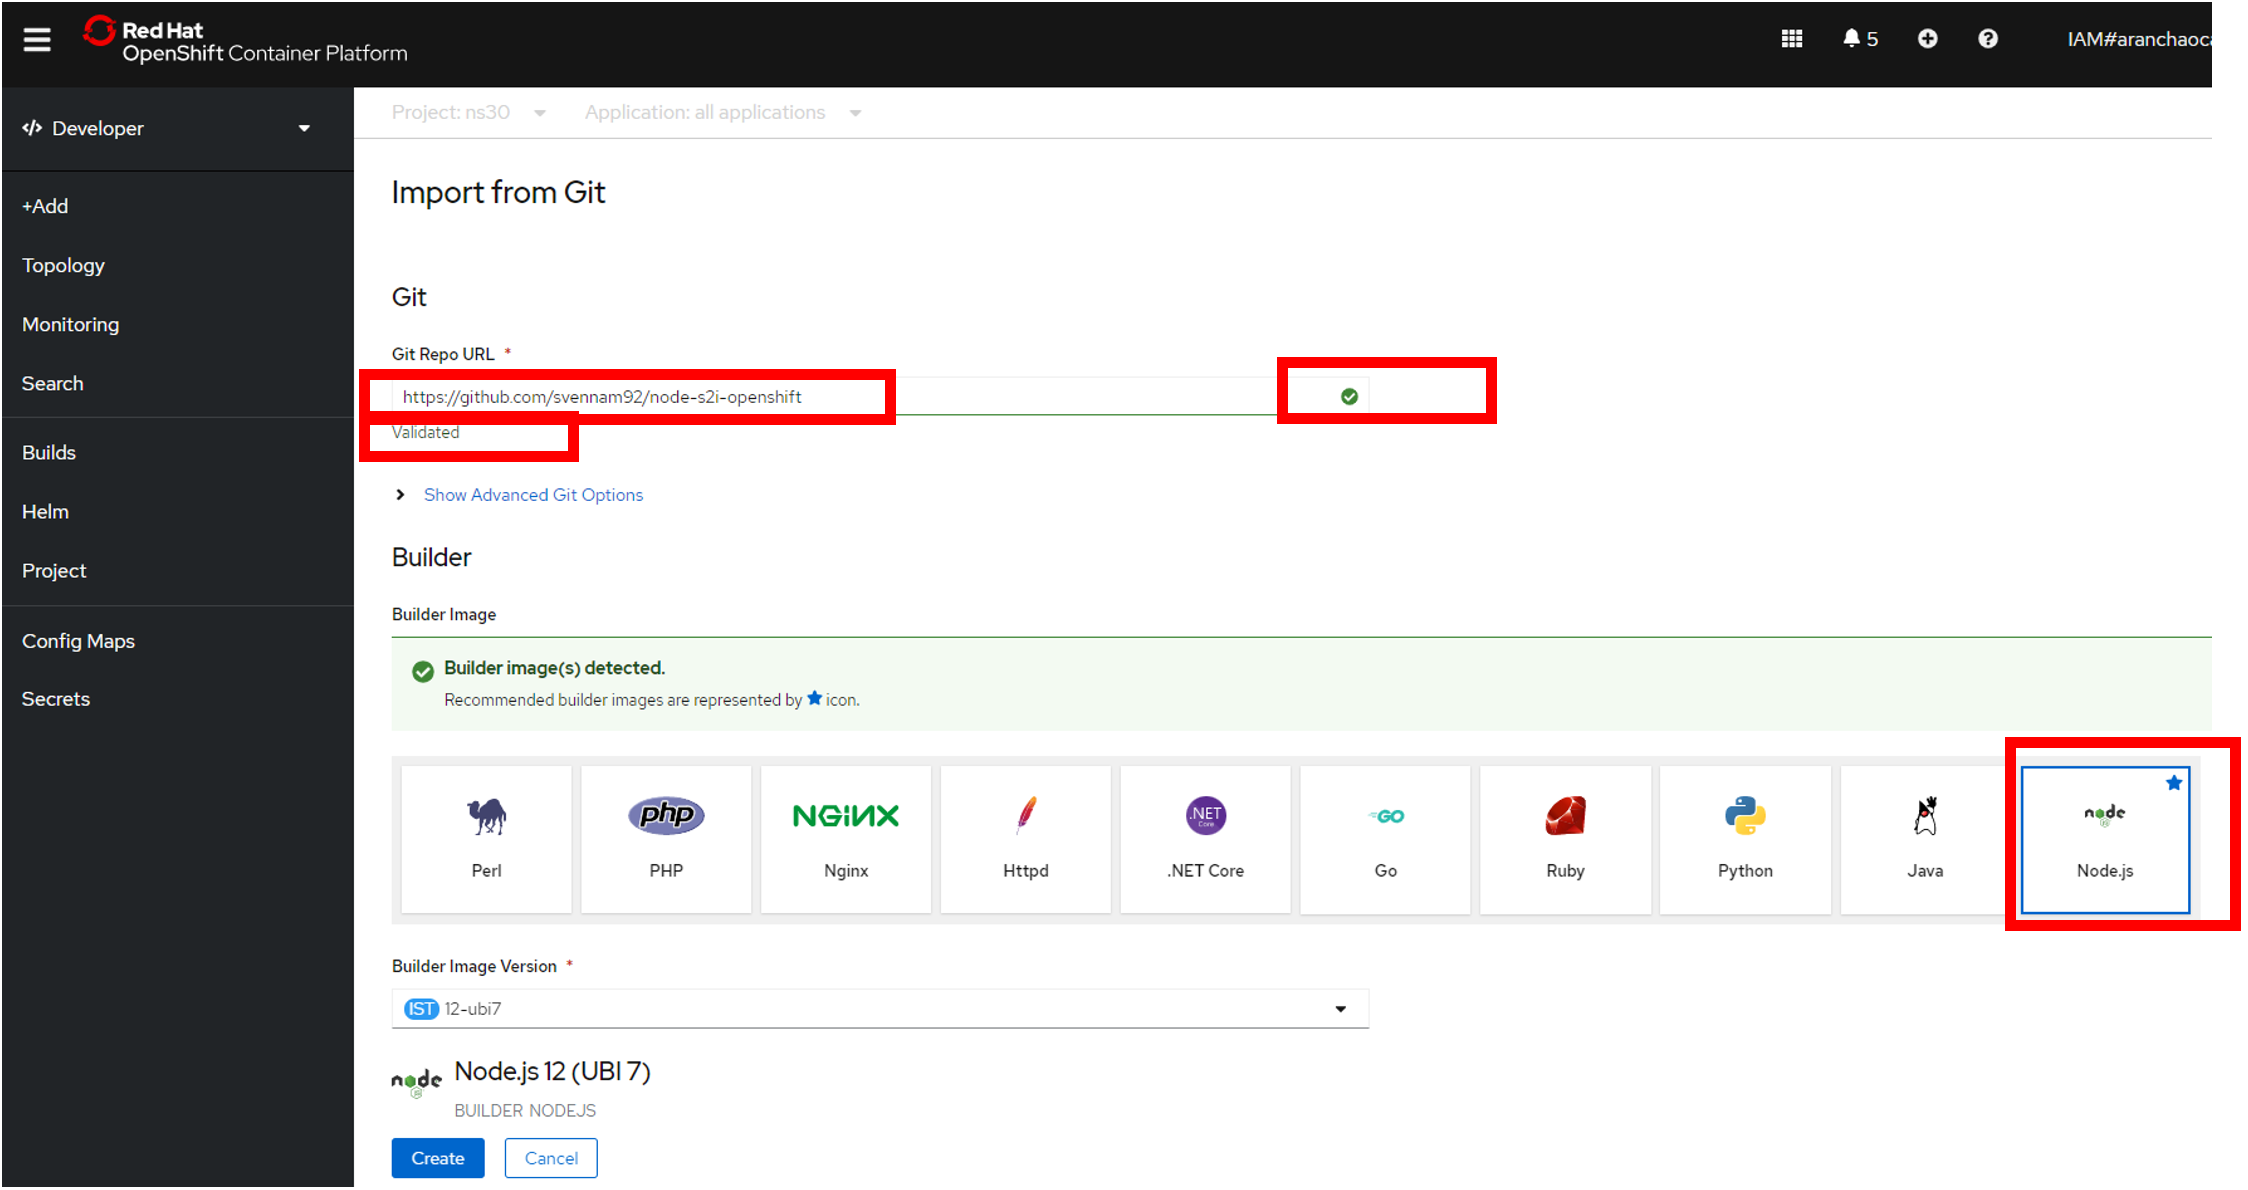 Red Hat
OpenShift Container Platform
5
IAM#aranchaoc
Developer
Project: ns30
Application: all applications
+Add
Topology
Monitoring
Search
Builds
Helm
Project
Config Maps
Secrets
Import from Git
Git
Git Repo URL *
https://github.com/svennam92/node-s2i-openshift
Validated
Show Advanced Git Options
Builder
Builder Image
Builder image(s) detected.
Recommended builder images are represented by icon.
php
NGINX
.NET
Core
GO
node
JS
Perl
PHP
Nginx
Httpd
.NET Core
Go
Ruby
Python
Java
Node.js
Builder Image Version *
IST 12-ubi7
node
JS
Node.js 12 (UBI 7)
BUILDER NODEJS
Create
Cancel